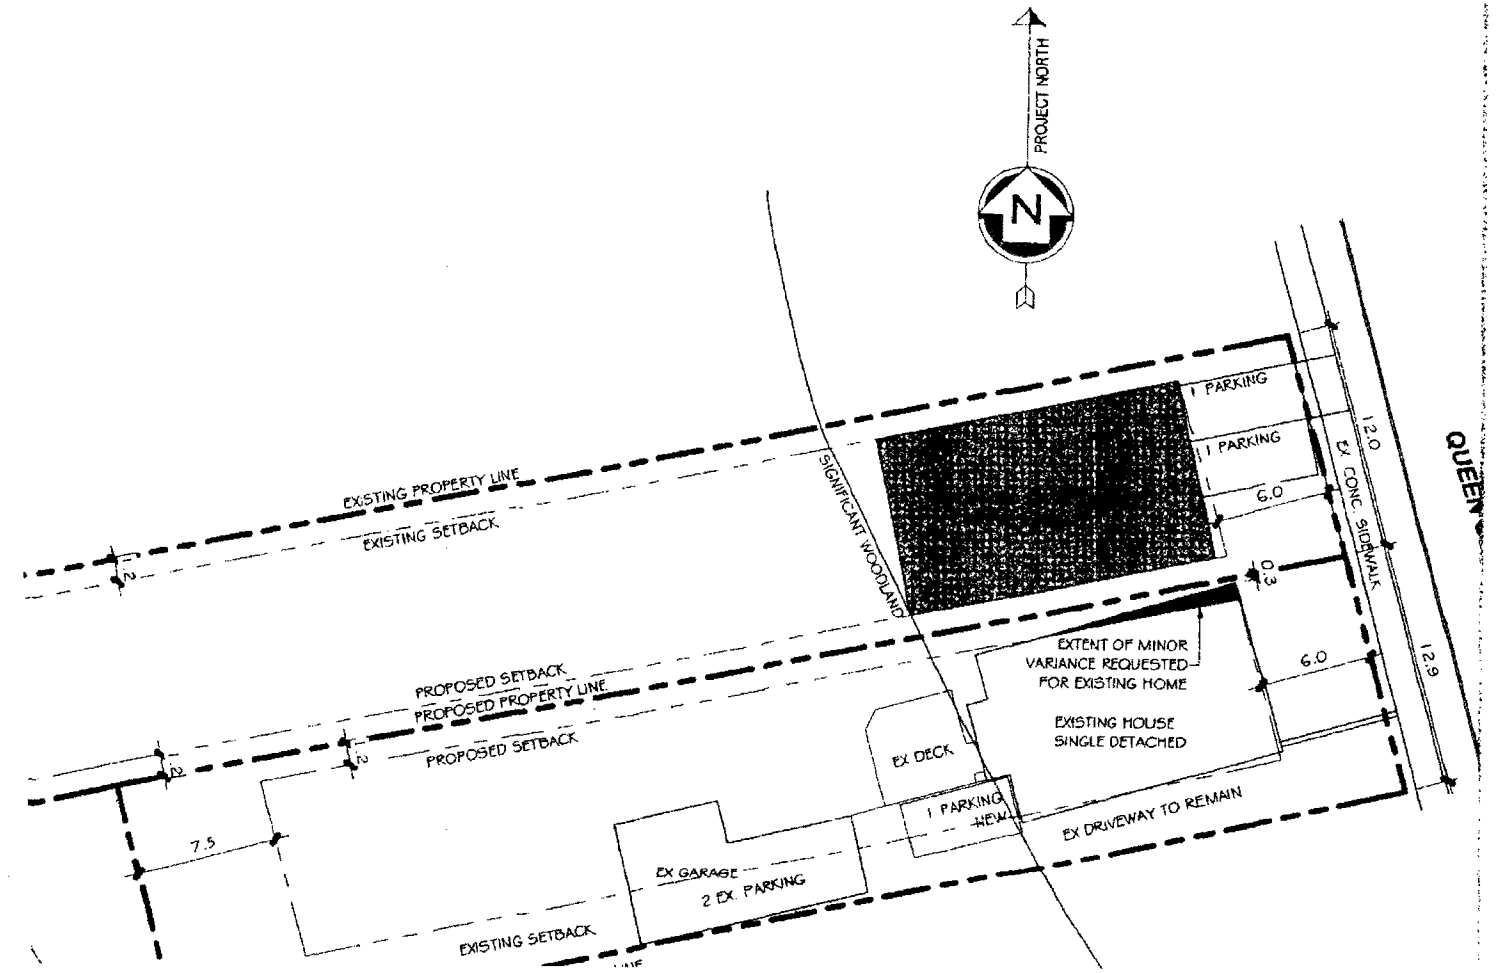 PROJECT NORTH
N
1 PARKING
12.0
1 PARKING
QUEEN
EX CONC. SIDEWALK
6.0
EXISTING PROPERTY LINE
EXISTING SETBACK
SIGNIFICANT WOODLAND
.2
0.3
EXTENT OF MINOR
VARIANCE REQUESTED
FOR EXISTING HOME
6.0
12.9
PROPOSED SETBACK
PROPOSED PROPERTY LINE
PROPOSED SETBACK
EXISTING HOUSE
SINGLE DETACHED
EX DECK
1.2
1.2
1 PARKING
NEW
EX DRIVEWAY TO REMAIN
7.5
EX GARAGE
2 EX. PARKING
EXISTING SETBACK
LINE